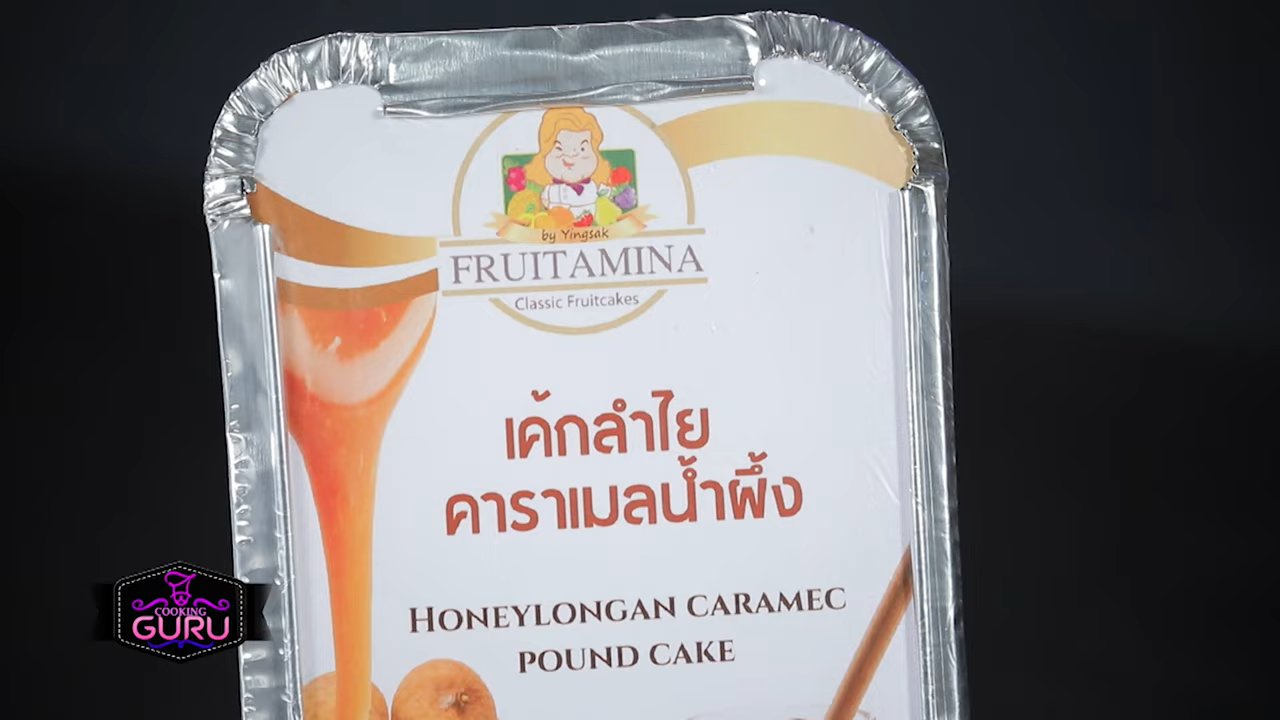 by Yingsak
FRUITAMINA
Classic Fruitcakes
เค้กลำไย
คาราเมลน้ำผึ้ง
HONEYLONGAN CARAMEC
POUND CAKE
COOKING
GURU